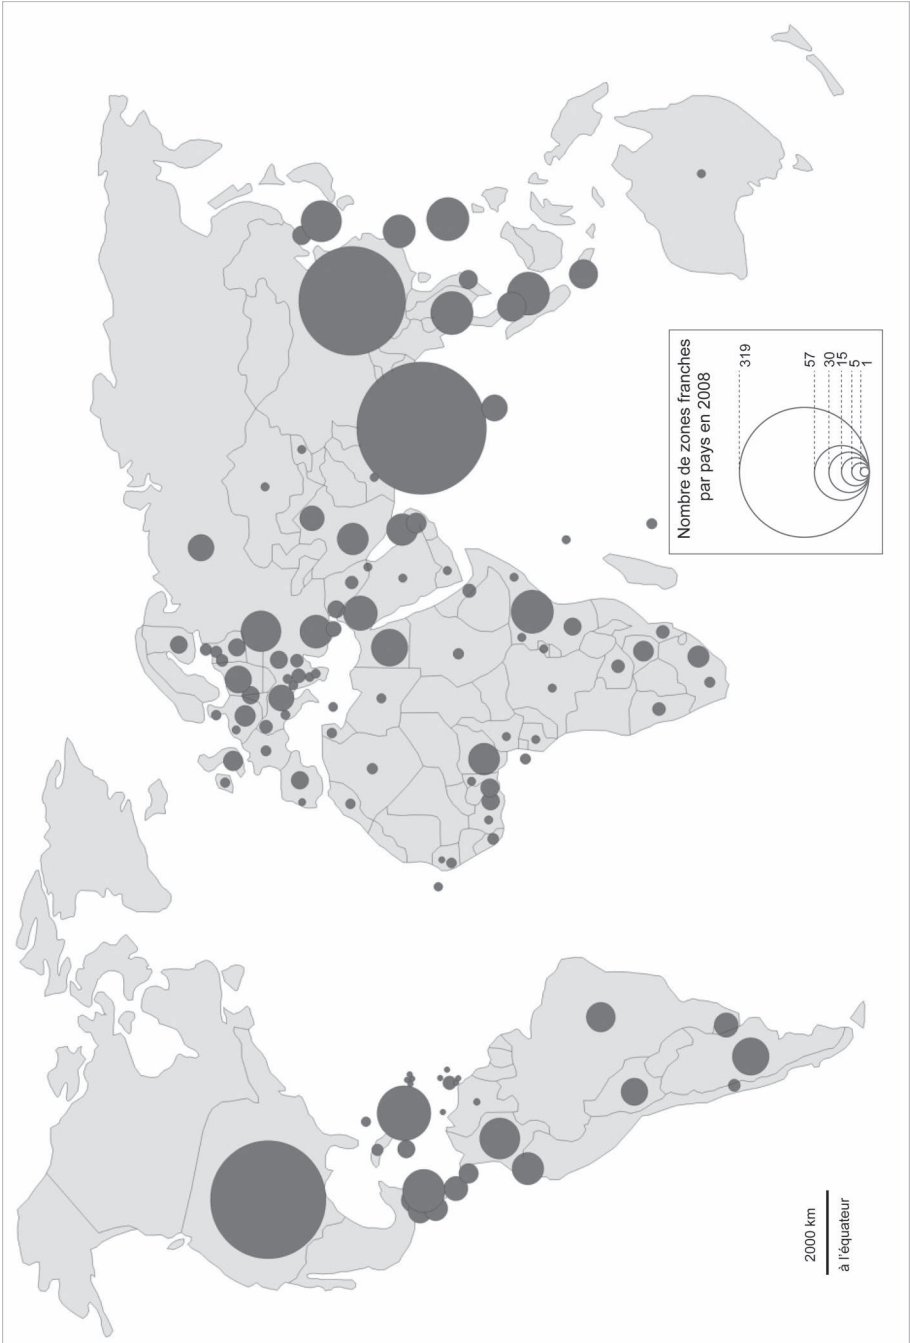 Nombre de zones franches
par pays en 2008
319
57
30
15
5
1
2000 km
à l'équateur